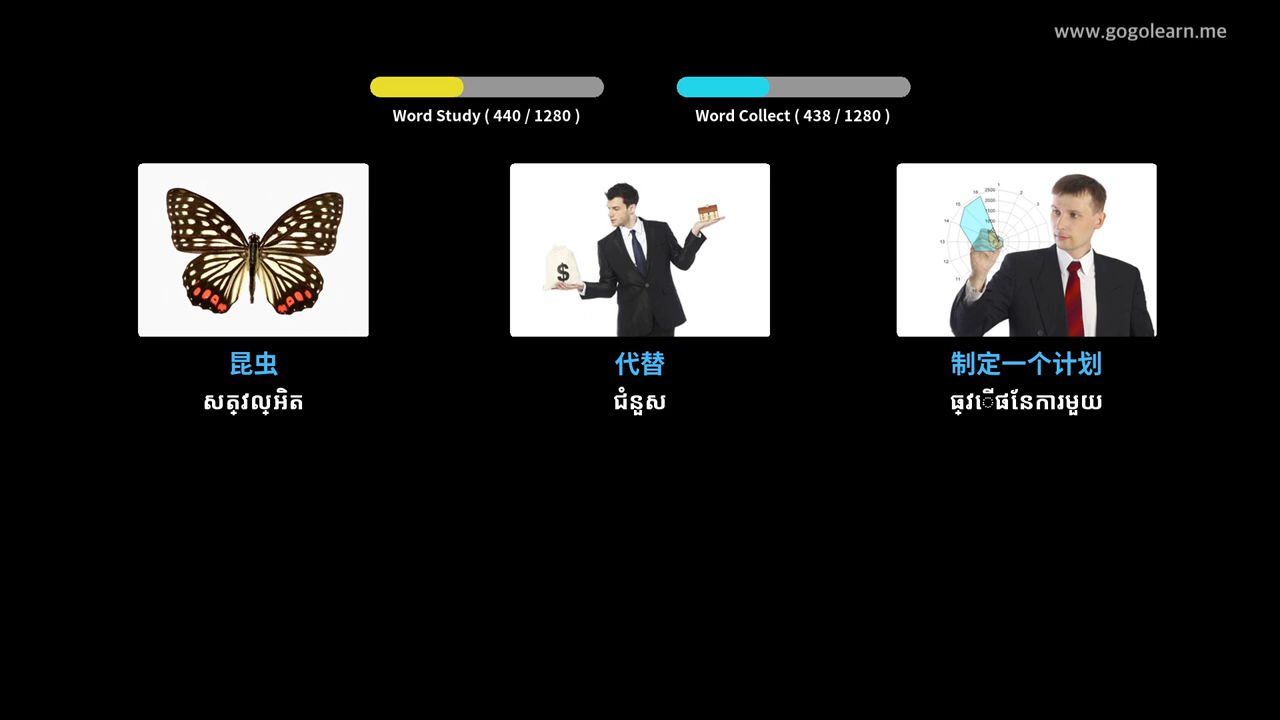 www.gogolearn.me
Word Study ( 440 / 1280 )
Word Collect ( 438 / 1280 )
$
昆虫
代替
制定一个计划
សត្វល្អិត
ជំនួស
ធ្វើផែនការមួយ